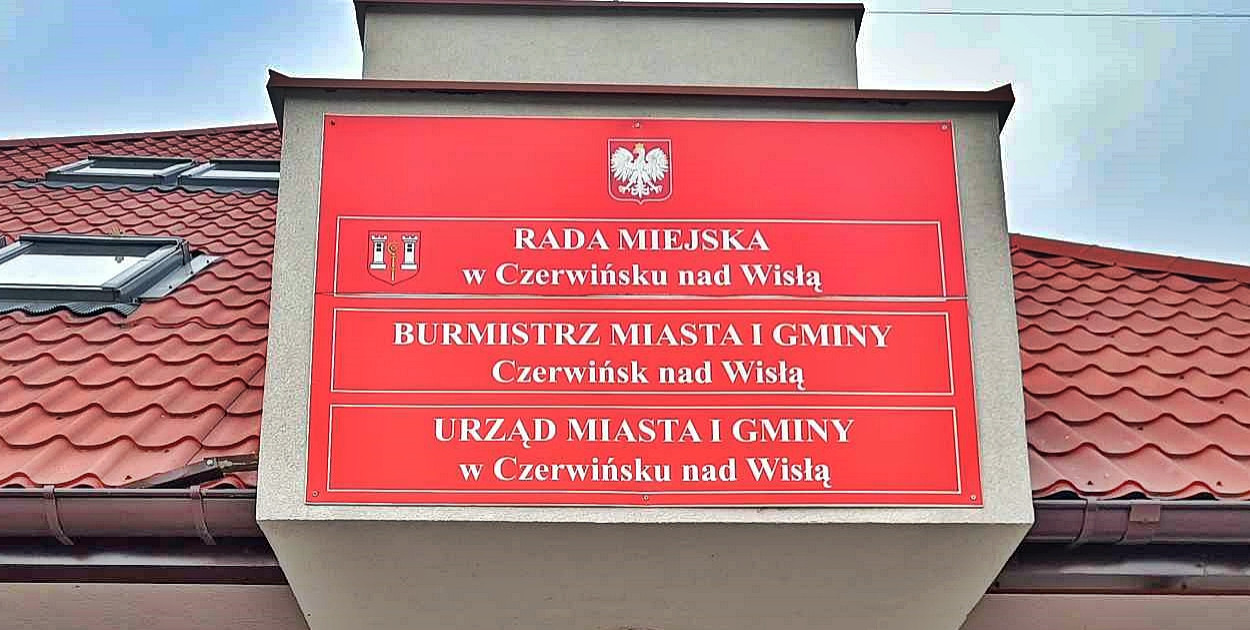 RADA MIEJSKA
w Czerwińsku nad Wisłą
BURMISTRZ MIASTA I GMINY
Czerwińsk nad Wisłą
URZĄD MIASTA I GMINY
w Czerwińsku nad Wisłą